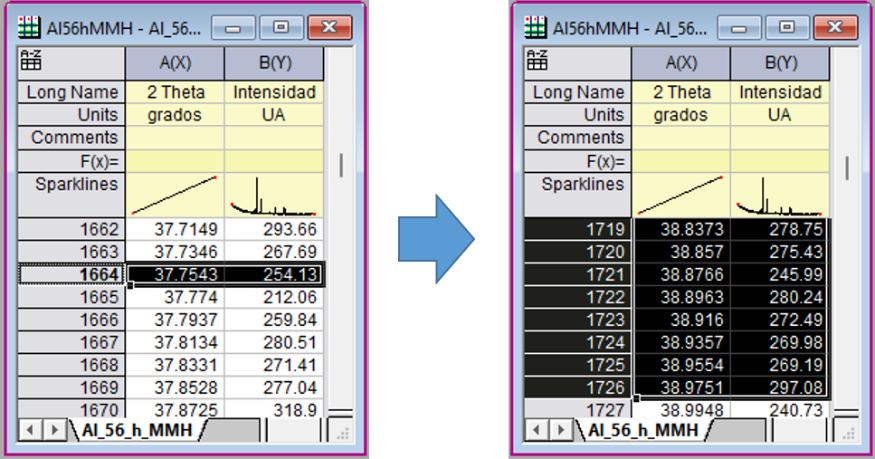 Al56hMMH - Al_56...
A-Z
A(X) B(Y)
Long Name 2 Theta Intensidad
Units grados UA
Comments
F(x)=
Sparklines
1662 37.7149 293.66
1663 37.7346 267.69
1664 37.7543 254.13
1665 37.774 212.06
1666 37.7937 259.84
1667 37.8134 280.51
1668 37.8331 271.41
1669 37.8528 277.04
1670 37.8725 318.9
Al_56_h_MMH
Al56hMMH - Al_56...
A-Z
A(X) B(Y)
Long Name 2 Theta Intensidad
Units grados UA
Comments
F(x)=
Sparklines
1719 38.8373 278.75
1720 38.857 275.43
1721 38.8766 245.99
1722 38.8963 280.24
1723 38.916 272.49
1724 38.9357 269.98
1725 38.9554 269.19
1726 38.9751 297.08
1727 38.9948 240.73
Al_56_h_MMH